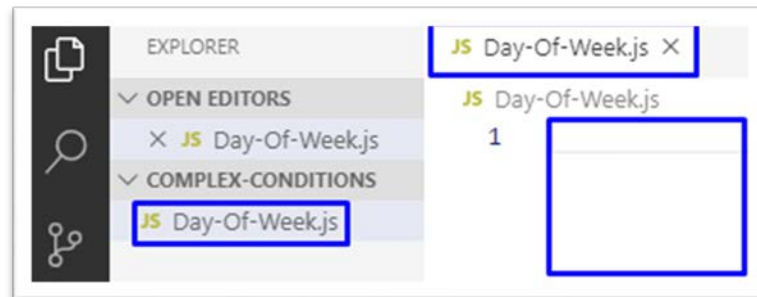 EXPLORER
OPEN EDITORS
JS Day-Of-Week.js
COMPLEX-CONDITIONS
JS Day-Of-Week.js
JS Day-Of-Week.js
JS Day-Of-Week.js
1